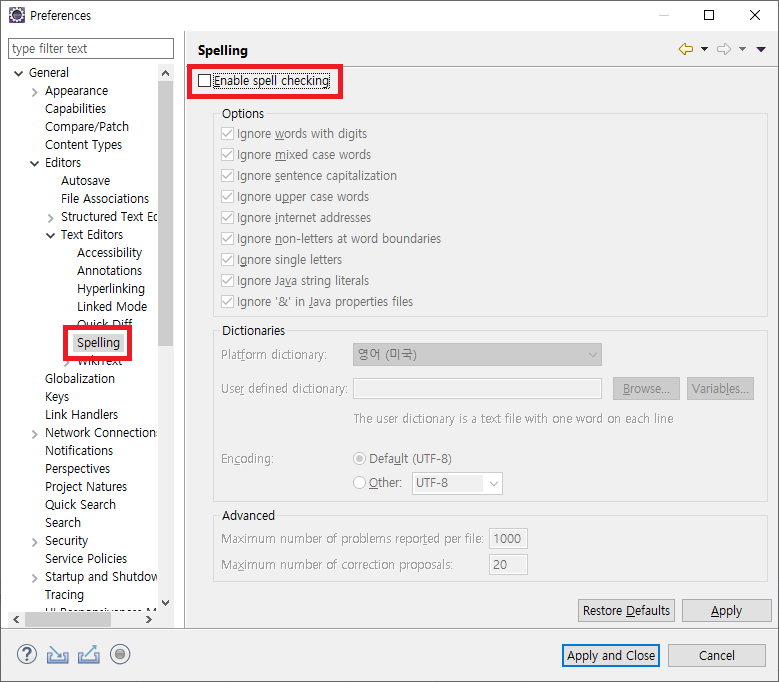 Preferences
type filter text
General
Appearance
Capabilities
Compare/Patch
Content Types
Editors
Autosave
File Associations
Structured Text Ec
Text Editors
Accessibility
Annotations
Hyperlinking
Linked Mode
Quick Diff
Spelling
WikiText
Globalization
Keys
Link Handlers
Network Connection
Notifications
Perspectives
Project Natures
Quick Search
Search
Security
Service Policies
Startup and Shutdow
Tracing
UI Responsiveness M
Spelling
Enable spell checking
Options
Ignore words with digits
Ignore mixed case words
Ignore sentence capitalization
Ignore upper case words
Ignore internet addresses
Ignore non-letters at word boundaries
Ignore single letters
Ignore Java string literals
Ignore '&' in Java properties files
Dictionaries
Platform dictionary: 영어 (미국)
User defined dictionary: Browse... Variables...
The user dictionary is a text file with one word on each line
Encoding: Default (UTF-8)
Other: UTF-8
Advanced
Maximum number of problems reported per file: 1000
Maximum number of correction proposals: 20
Restore Defaults Apply
? Apply and Close Cancel